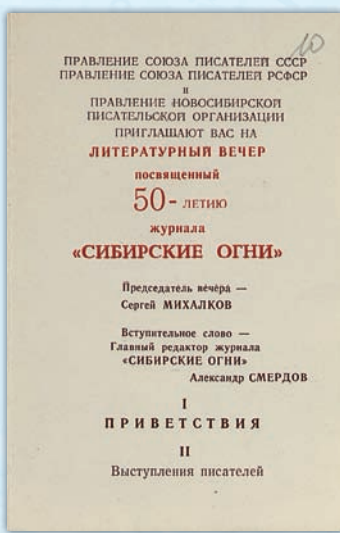 10
ПРАВЛЕНИЕ СОЮЗА ПИСАТЕЛЕЙ СССР
ПРАВЛЕНИЕ СОЮЗА ПИСАТЕЛЕЙ РСФСР
и
ПРАВЛЕНИЕ НОВОСИБИРСКОЙ
ПИСАТЕЛЬСКОЙ ОРГАНИЗАЦИИ
ПРИГЛАШАЮТ ВАС НА
ЛИТЕРАТУРНЫЙ ВЕЧЕР
посвященный
50- ЛЕТИЮ
журнала
«СИБИРСКИЕ ОГНИ»
Председатель вечера —
Сергей МИХАЛКОВ
Вступительное слово —
Главный редактор журнала
«СИБИРСКИЕ ОГНИ»
Александр СМЕРДОВ
I
ПРИВЕТСТВИЯ
II
Выступления писателей